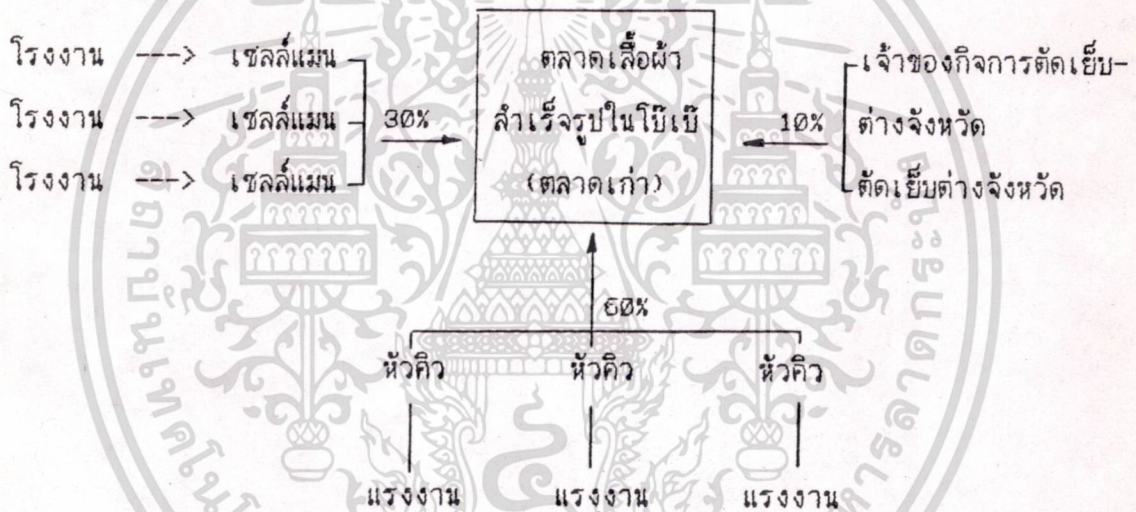 โรงงาน ---> เซลล์แมน ตลาดเสื้อผ้า เจ้าของกิจการตัดเย็บ-
โรงงาน ---> เซลล์แมน 30% สำเร็จรูปในโบ๊เบ๊ 10% ต่างจังหวัด
โรงงาน ---> เซลล์แมน (ตลาดเก่า) ตัดเย็บต่างจังหวัด
60%
หัวคิว หัวคิว หัวคิว
แรงงาน แรงงาน แรงงาน